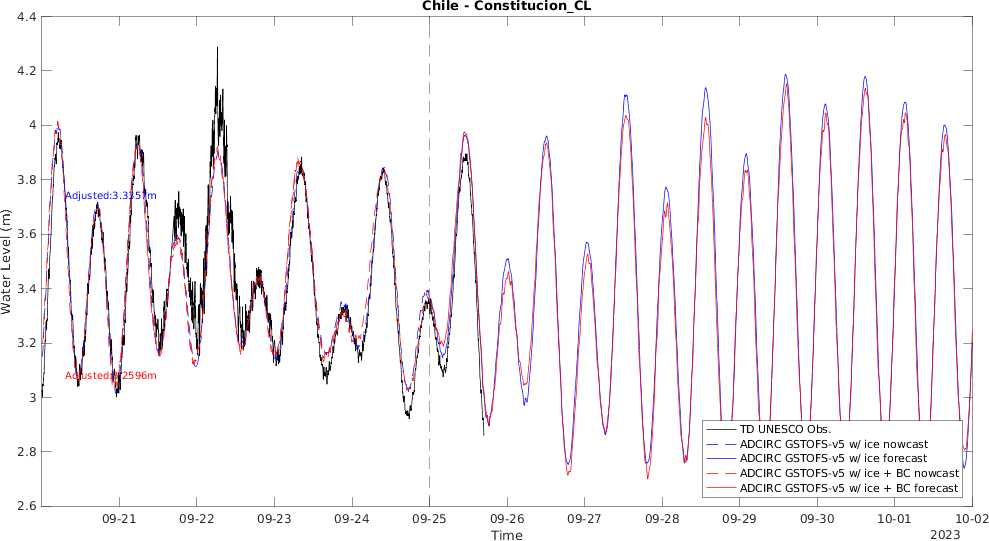 Chile - Constitucion_CL
4.4
4.2
4
3.8
3.6
3.4
3.2
3
2.8
2.6
Water Level (m)
Adjusted:3.3357m
TD UNESCO Obs.
ADCIRC GSTOFS-v5 w/ ice nowcast
ADCIRC GSTOFS-v5 w/ ice forecast
ADCIRC GSTOFS-v5 w/ ice + BC nowcast
ADCIRC GSTOFS-v5 w/ ice + BC forecast
09-21
09-22
09-23
09-24
09-25
09-26
09-27
09-28
09-29
09-30
10-01
10-02
Time
2023